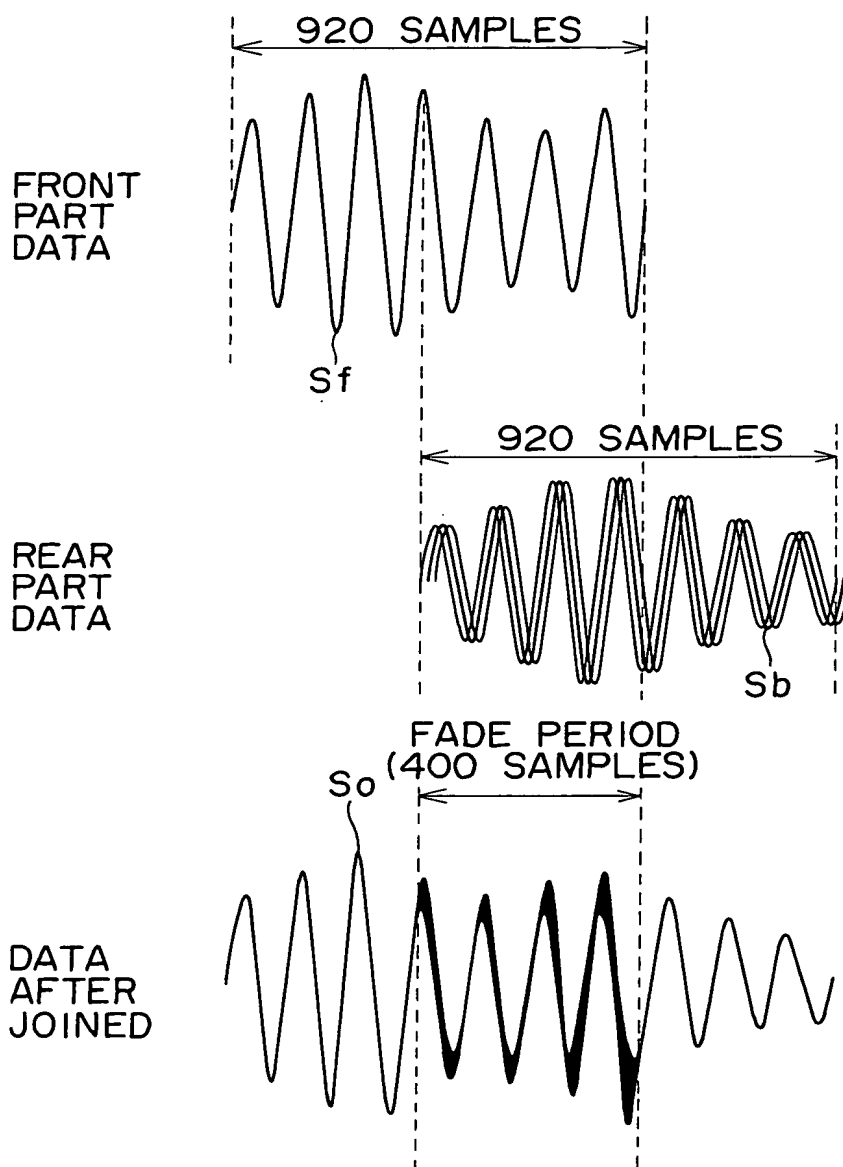 920 SAMPLES
FRONT
PART
DATA
Sf
920 SAMPLES
REAR
PART
DATA
Sb
FADE PERIOD
(400 SAMPLES)
So
DATA
AFTER
JOINED